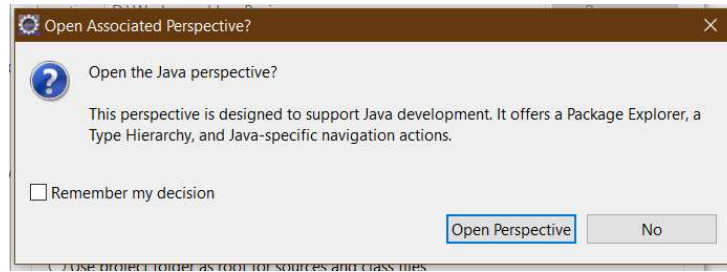 Open Associated Perspective?
Open the Java perspective?
This perspective is designed to support Java development. It offers a Package Explorer, a
Type Hierarchy, and Java-specific navigation actions.
Remember my decision
Open Perspective No
Use project folder as root for sources and class files